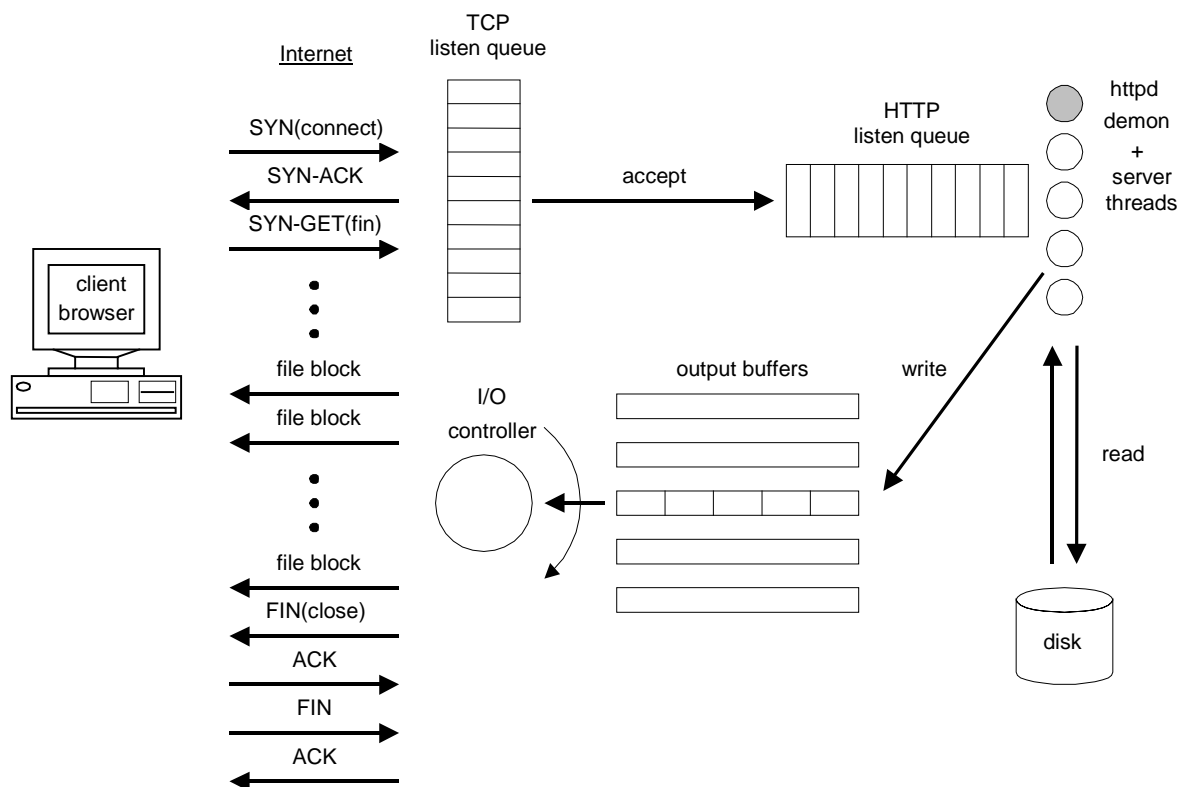 Internet
TCP
listen queue
SYN(connect)
SYN-ACK
SYN-GET(fin)
accept
HTTP
listen queue
httpd
demon
+
server
threads
client
browser
file block
file block
file block
FIN(close)
ACK
FIN
ACK
I/O
controller
output buffers
write
read
disk